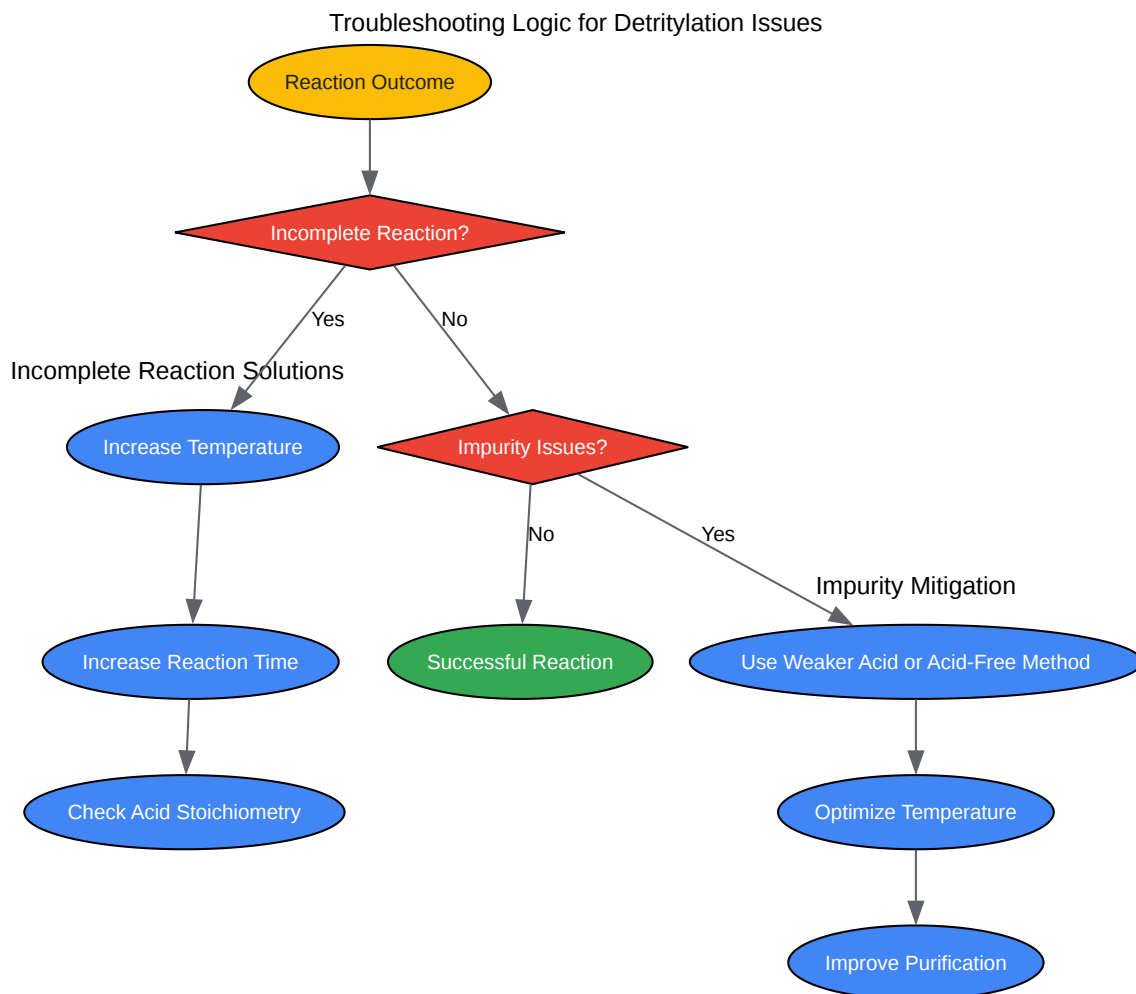 Troubleshooting Logic for Detritylation Issues
Reaction Outcome
Incomplete Reaction?
Yes
No
Incomplete Reaction Solutions
Increase Temperature
Impurity Issues?
No
Yes
Impurity Mitigation
Increase Reaction Time
Successful Reaction
Use Weaker Acid or Acid-Free Method
Check Acid Stoichiometry
Optimize Temperature
Improve Purification